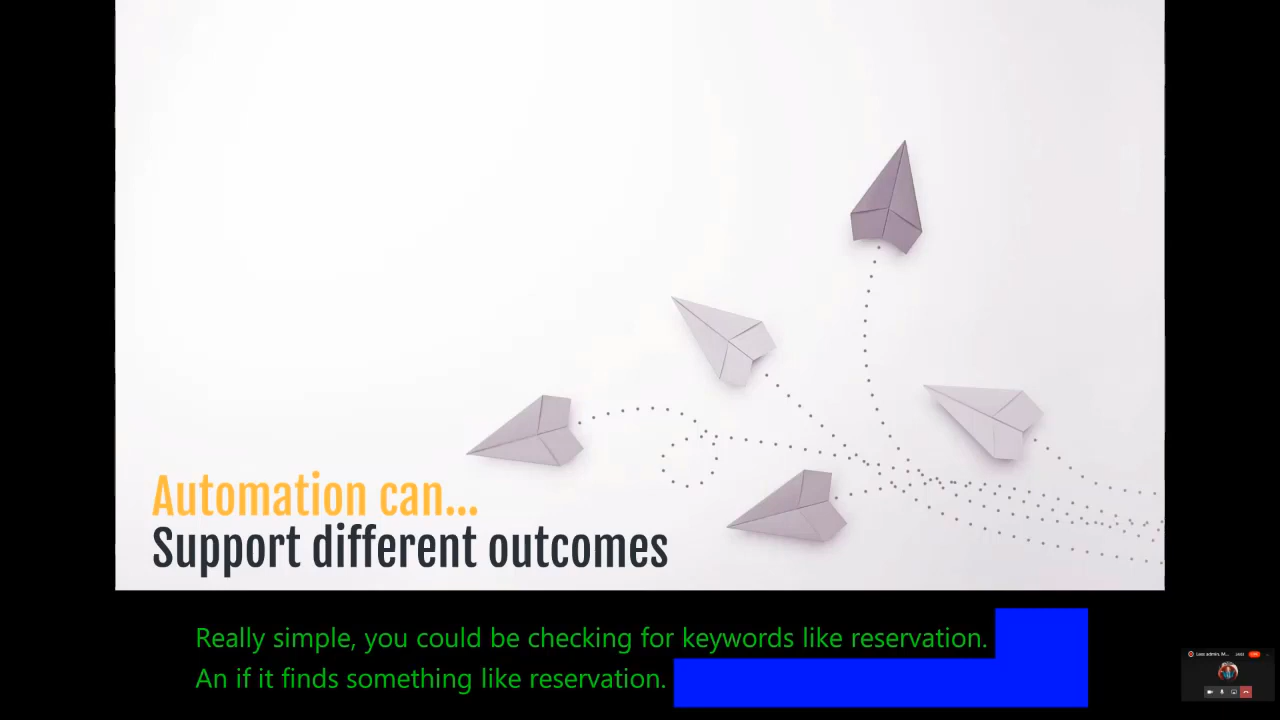 Automation can...
Support different outcomes
Really simple, you could be checking for keywords like reservation.
An if it finds something like reservation.